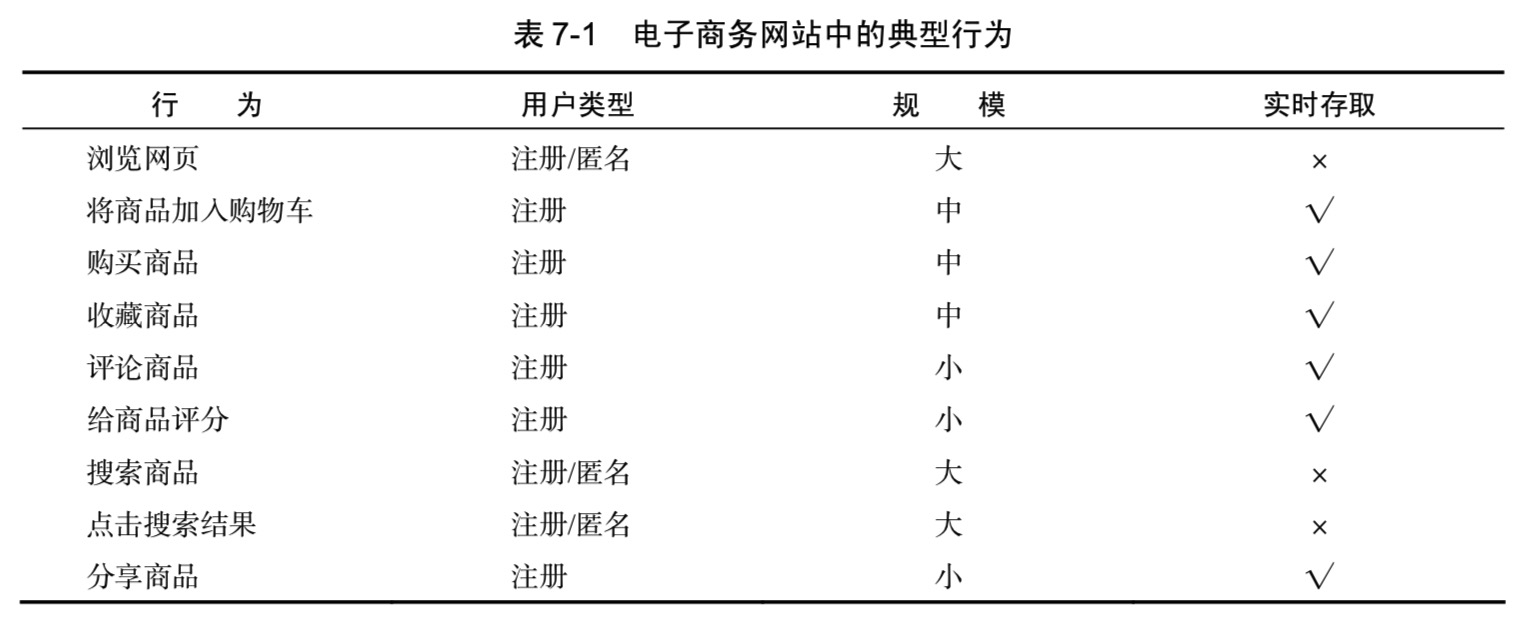 表 7-1 电子商务网站中的典型行为
行 为 用户类型 规 模 实时存取
浏览网页 注册/匿名 大 ×
将商品加入购物车 注册 中 √
购买商品 注册 中 √
收藏商品 注册 中 √
评论商品 注册 小 √
给商品评分 注册 小 √
搜索商品 注册/匿名 大 ×
点击搜索结果 注册/匿名 大 ×
分享商品 注册 小 √